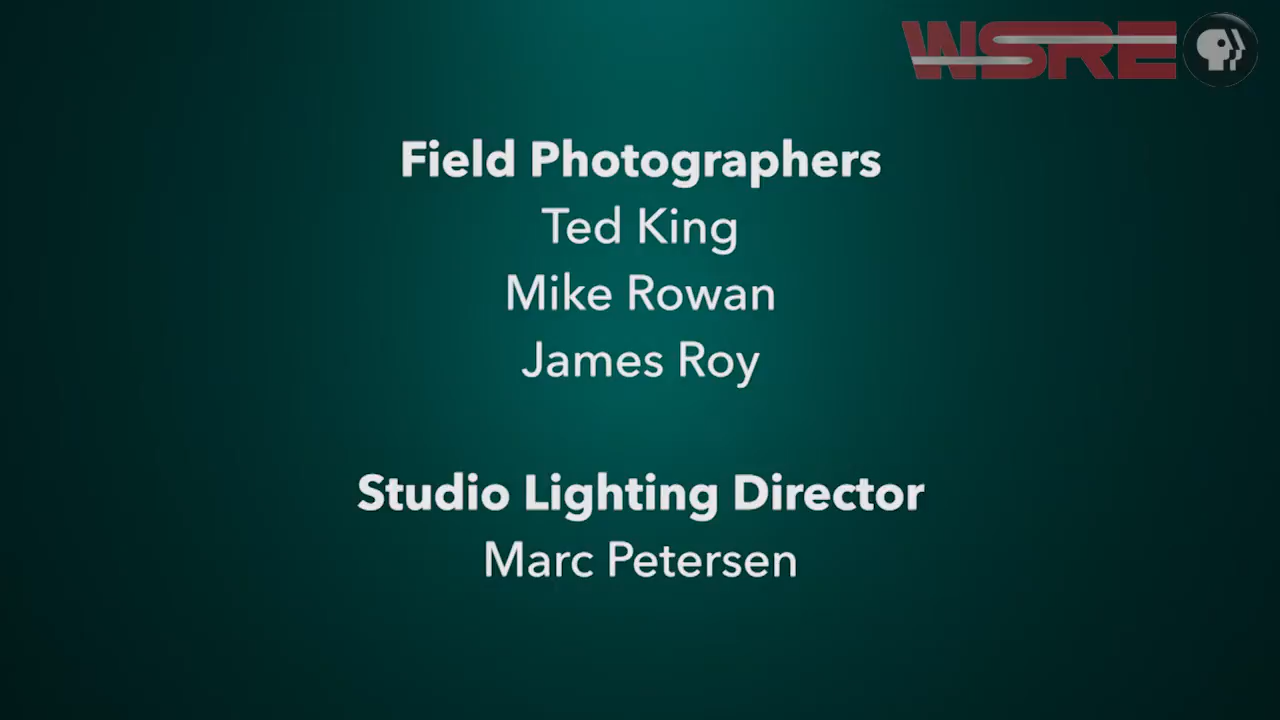 WSRE
Field Photographers
Ted King
Mike Rowan
James Roy
Studio Lighting Director
Marc Petersen